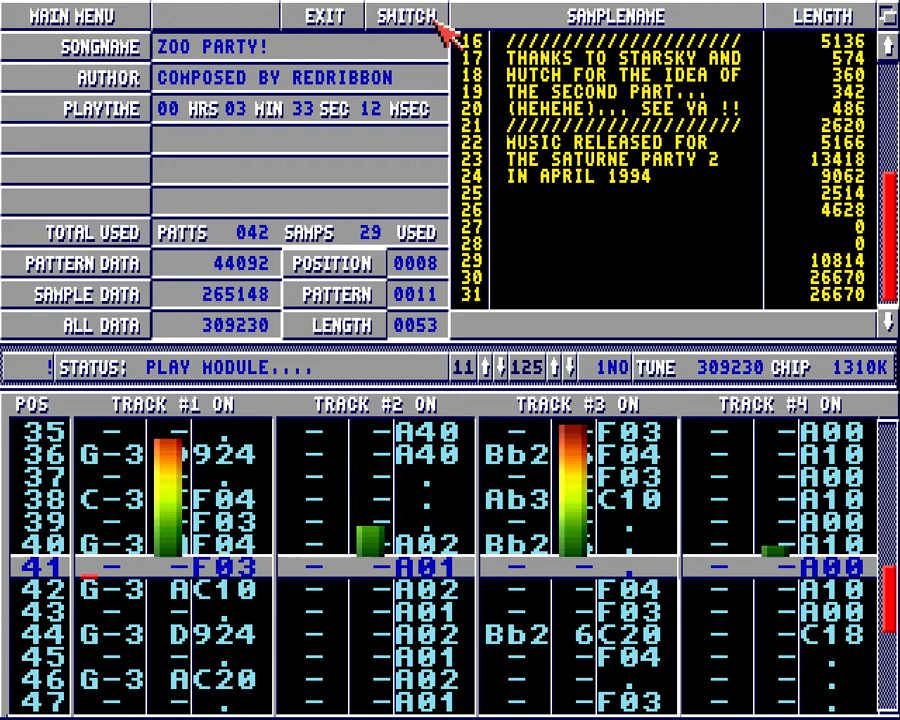 MAIN MENU EXIT SWITCH SAMPLENAME LENGTH
SONGNAME ZOO PARTY!
AUTHOR COMPOSED BY REDRIBBON
PLAYTIME 00 HRS 03 MIN 33 SEC 12 MSEC
TOTAL USED PATTS 042 SAMPS 29 USED
PATTERN DATA 44092 POSITION 0008
SAMPLE DATA 265148 PATTERN 0011
ALL DATA 309230 LENGTH 0053
16 ////////////////////// 5136
17 THANKS TO STARSKY AND 574
18 HUTCH FOR THE IDEA OF 360
19 THE SECOND PART... 342
20 (HEHEHE)... SEE YA !! 486
21 ////////////////////// 2620
22 MUSIC RELEASED FOR 5166
23 THE SATURNE PARTY 2 13418
24 IN APRIL 1994 9062
25 2514
26 4628
27 0
28 0
29 10814
30 26670
31 26670
! STATUS: PLAY MODULE.... 11 125 1NO TUNE 309230 CHIP 1310K
POS TRACK #1 ON TRACK #2 ON TRACK #3 ON TRACK #4 ON
35 - - . - -A40 - -F03 - -A00
36 G-3 D924 - -A40 Bb2 F03 - -A10
37 - - . - - . - F03 - -A00
38 C-3 F04 - - . Ab3 C10 - -A10
39 - F03 - - . - . - -A00
40 G-3 F04 - -A02 Bb2 . - A10
41 - -F03 - -A01 - - . - -A00
42 G-3 AC10 - -A02 - -F04 - -A10
43 - - . - -A01 - -F03 - -A00
44 G-3 D924 - -A02 Bb2 6C20 - -C18
45 - - . - -A01 - -F04 - - .
46 G-3 AC20 - -A02 - - . - - .
47 - - . - -A01 - -F03 - - .